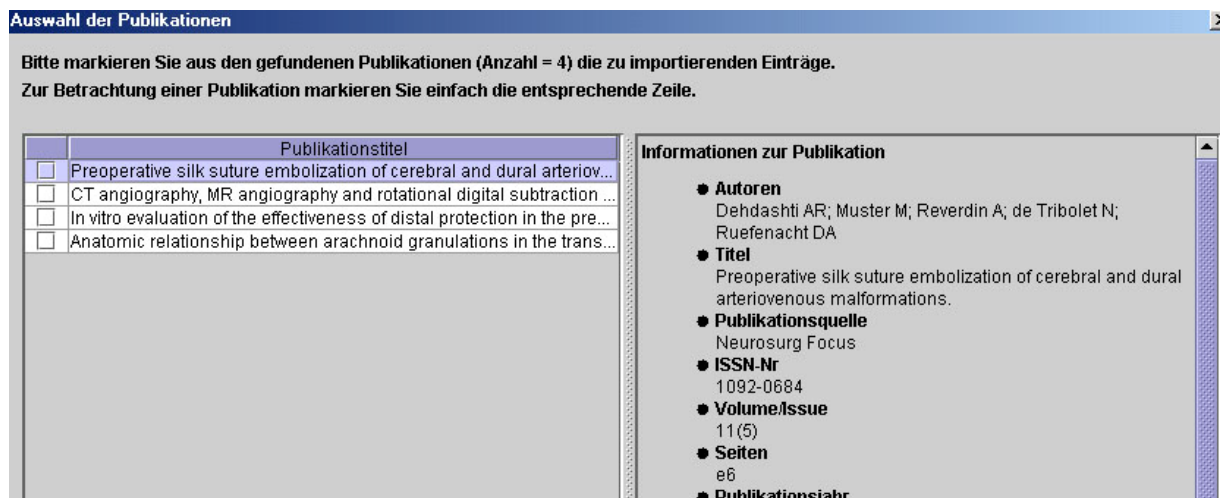 Auswahl der Publikationen
Bitte markieren Sie aus den gefundenen Publikationen (Anzahl = 4) die zu importierenden Einträge.
Zur Betrachtung einer Publikation markieren Sie einfach die entsprechende Zeile.
Publikationstitel
Preoperative silk suture embolization of cerebral and dural arteriov...
CT angiography, MR angiography and rotational digital subtraction ...
In vitro evaluation of the effectiveness of distal protection in the pre...
Anatomic relationship between arachnoid granulations in the trans...
Informationen zur Publikation
Autoren
Dehdashti AR; Muster M; Reverdin A; de Tribolet N;
Ruefenacht DA
Titel
Preoperative silk suture embolization of cerebral and dural
arteriovenous malformations.
Publikationsquelle
Neurosurg Focus
ISSN-Nr
1092-0684
Volume/Issue
11(5)
Seiten
e6
Publikationsjahr